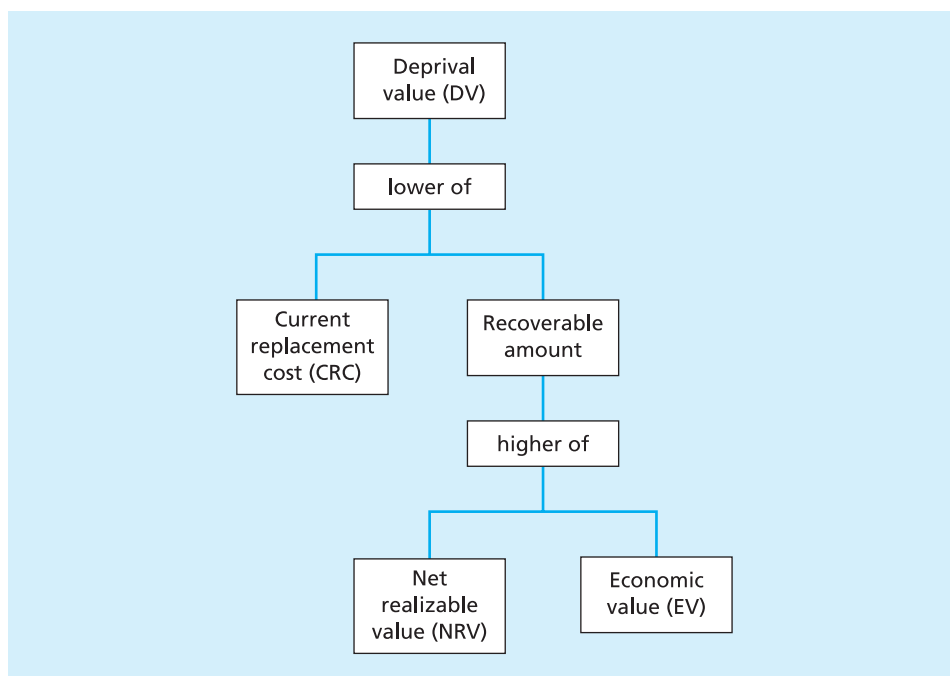 Deprival
value (DV)
lower of
Current
replacement
cost (CRC)
Recoverable
amount
higher of
Net
realizable
value (NRV)
Economic
value (EV)